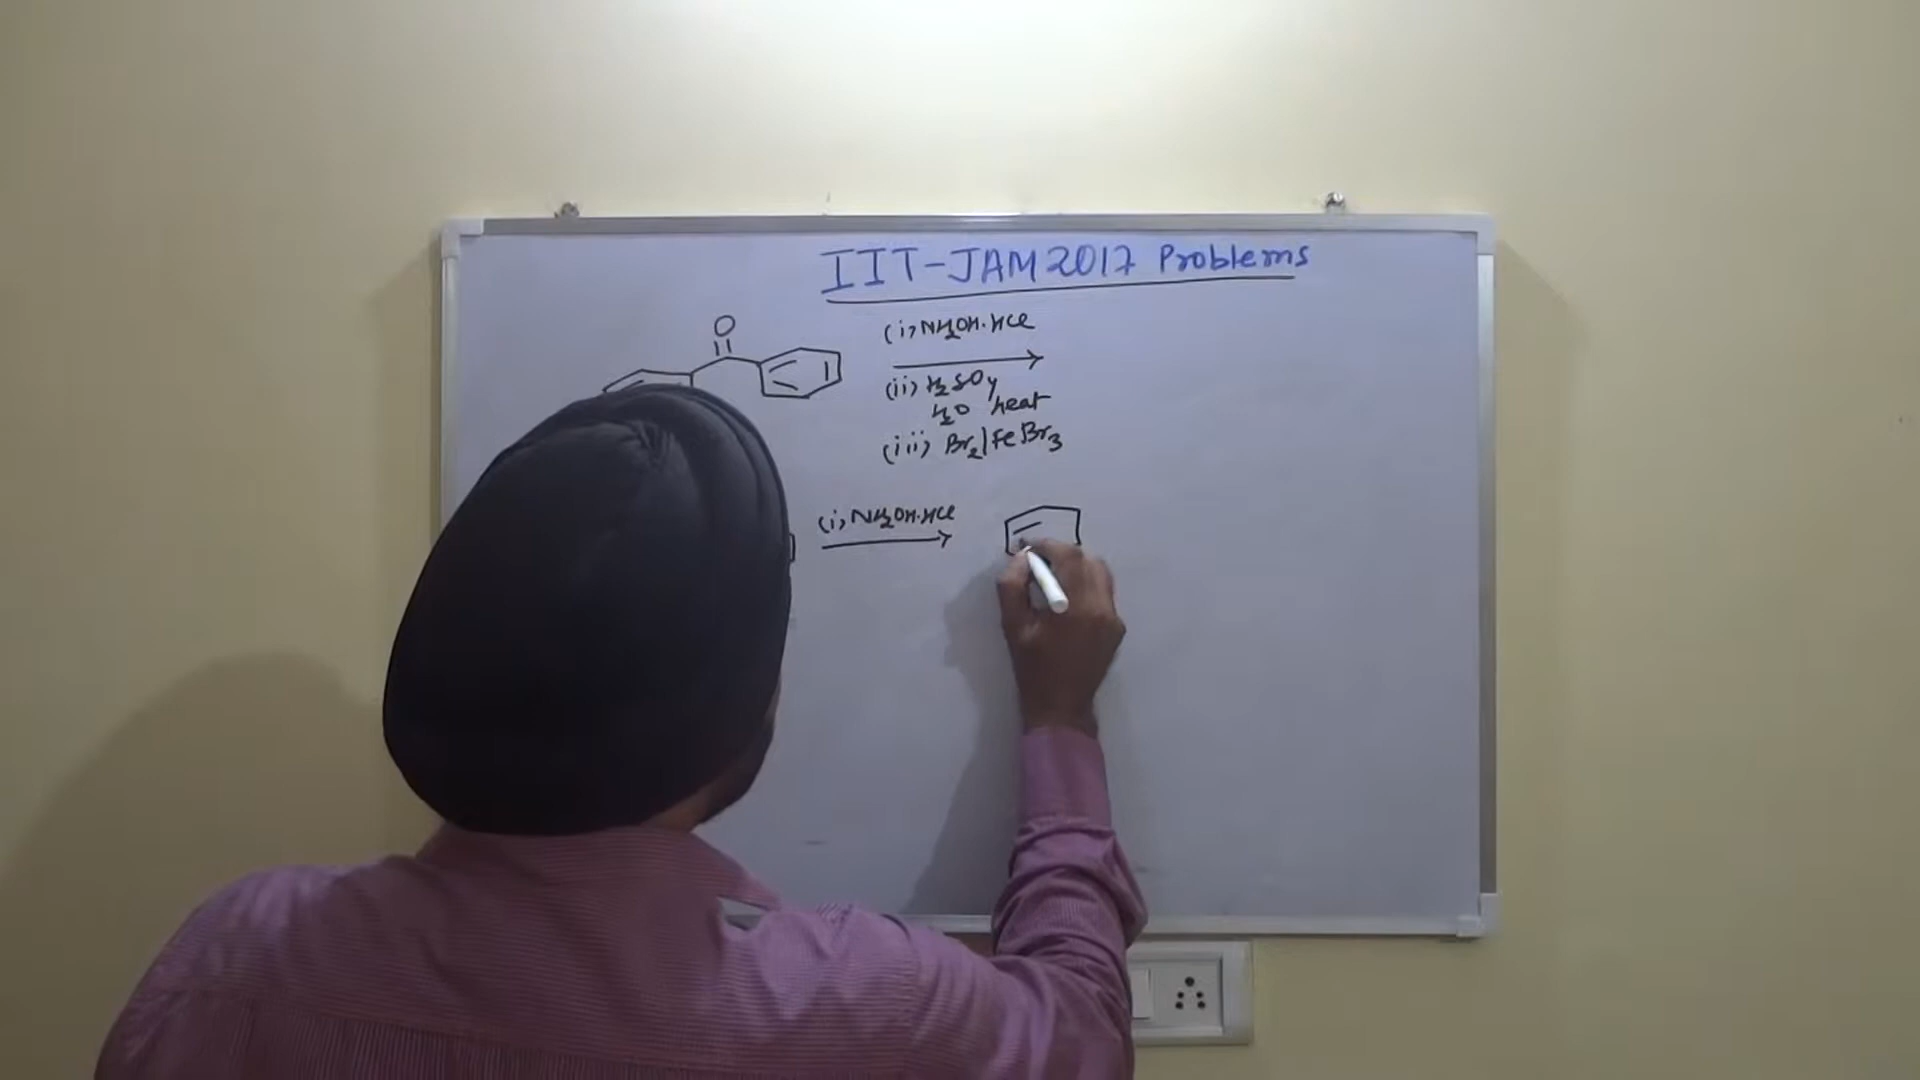 IIT-JAM 2017 Problems
O
(i) NH2OH.HCl
(ii) H2SO4
H2O heat
(iii) Br2/FeBr3
(i) NH2OH.HCl